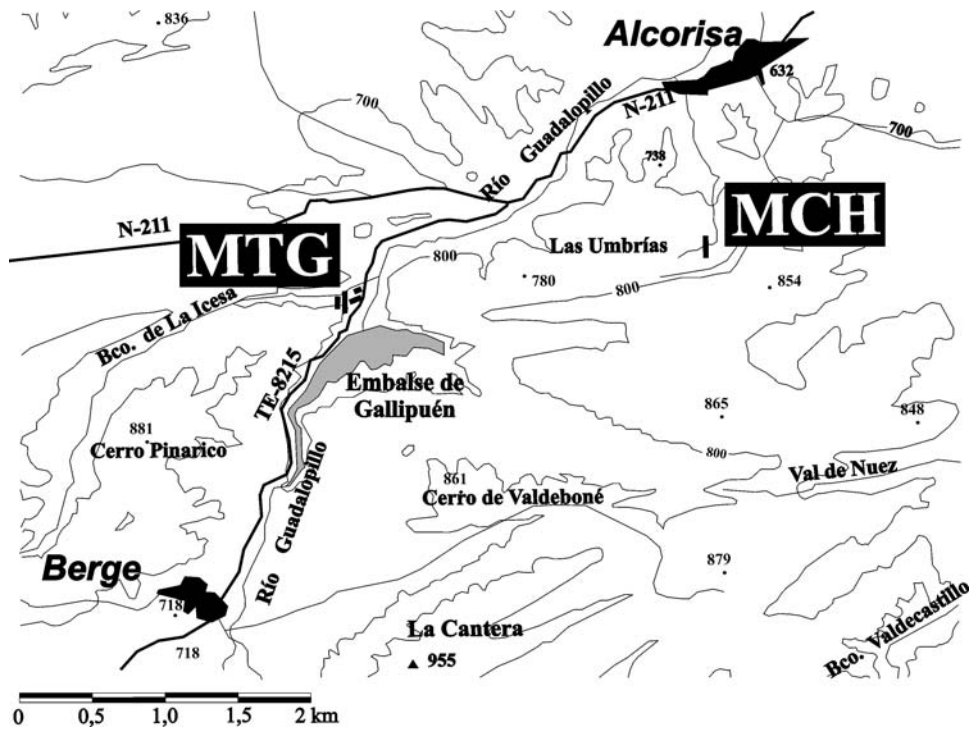 836
Alcorisa
632
700
Guadalopillo
N-211
700
738
Río
N-211
MTG
MCH
Las Umbrías
800
780
800
854
Bco. de La Icesa
TE-8215
Embalse de
Gallipuén
881
Cerro Pinarico
865
848
800
Val de Nuez
861
Cerro de Valdeboné
Guadalopillo
Río
879
Berge
718
718
La Cantera
955
Bco. Valdecastillo
0 0,5 1,0 1,5 2 km